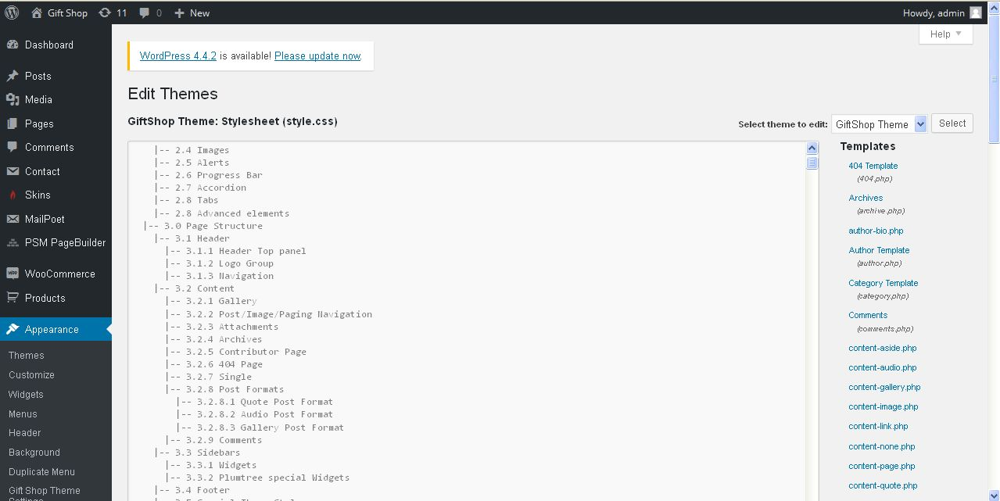 Gift Shop 11 0 New Howdy, admin
Help
Dashboard
Posts
Media
Pages
Comments
Contact
Skins
MailPoet
PSM PageBuilder
WooCommerce
Products
Appearance
Themes
Customize
Widgets
Menus
Header
Background
Duplicate Menu
Gift Shop Theme
Settings
WordPress 4.4.2 is available! Please update now.
Edit Themes
GiftShop Theme: Stylesheet (style.css)
Select theme to edit: GiftShop Theme Select
|-- 2.4 Images
|-- 2.5 Alerts
|-- 2.6 Progress Bar
|-- 2.7 Accordion
|-- 2.8 Tabs
|-- 2.8 Advanced elements
|-- 3.0 Page Structure
|-- 3.1 Header
|-- 3.1.1 Header Top panel
|-- 3.1.2 Logo Group
|-- 3.1.3 Navigation
|-- 3.2 Content
|-- 3.2.1 Gallery
|-- 3.2.2 Post/Image/Paging Navigation
|-- 3.2.3 Attachments
|-- 3.2.4 Archives
|-- 3.2.5 Contributor Page
|-- 3.2.6 404 Page
|-- 3.2.7 Single
|-- 3.2.8 Post Formats
|-- 3.2.8.1 Quote Post Format
|-- 3.2.8.2 Audio Post Format
|-- 3.2.8.3 Gallery Post Format
|-- 3.2.9 Comments
|-- 3.3 Sidebars
|-- 3.3.1 Widgets
|-- 3.3.2 Plumtree special Widgets
|-- 3.4 Footer
Templates
404 Template
(404.php)
Archives
(archive.php)
author-bio.php
Author Template
(author.php)
Category Template
(category.php)
Comments
(comments.php)
content-aside.php
content-audio.php
content-gallery.php
content-image.php
content-link.php
content-none.php
content-page.php
content-quote.php